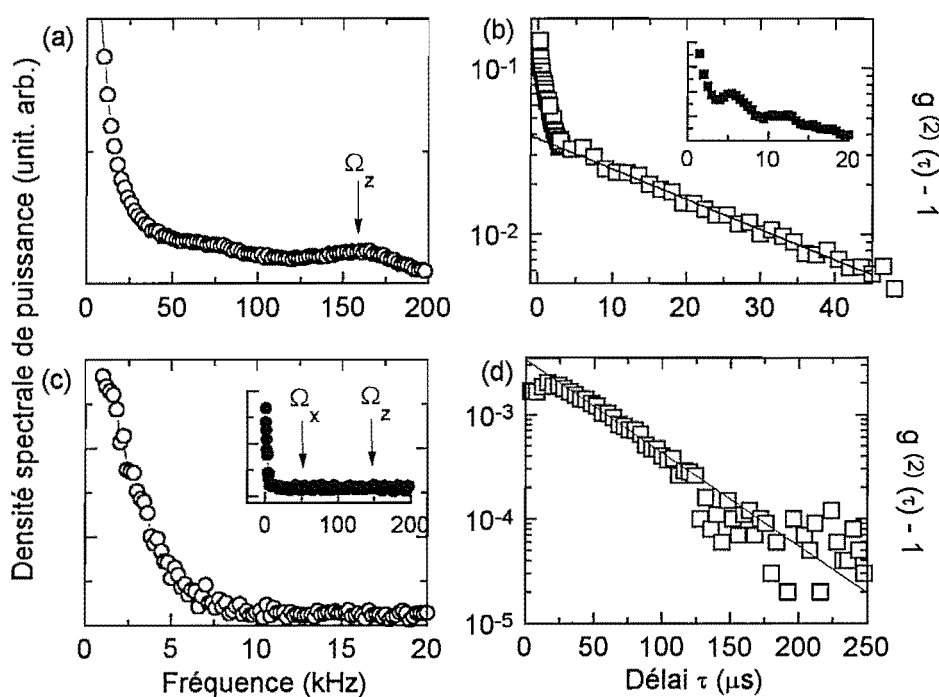 (a)
Ω z
0 50 100 150 200
(b)
10-1
10-2
0 10 20
0 10 20 30 40
g (2) (τ) - 1
Densité spectrale de puissance (unit. arb.)
(c)
Ω x
Ω z
0 100 200
0 5 10 15 20
Fréquence (kHz)
(d)
10-3
10-4
10-5
0 50 100 150 200 250
Délai τ (μs)
g (2) (τ) - 1